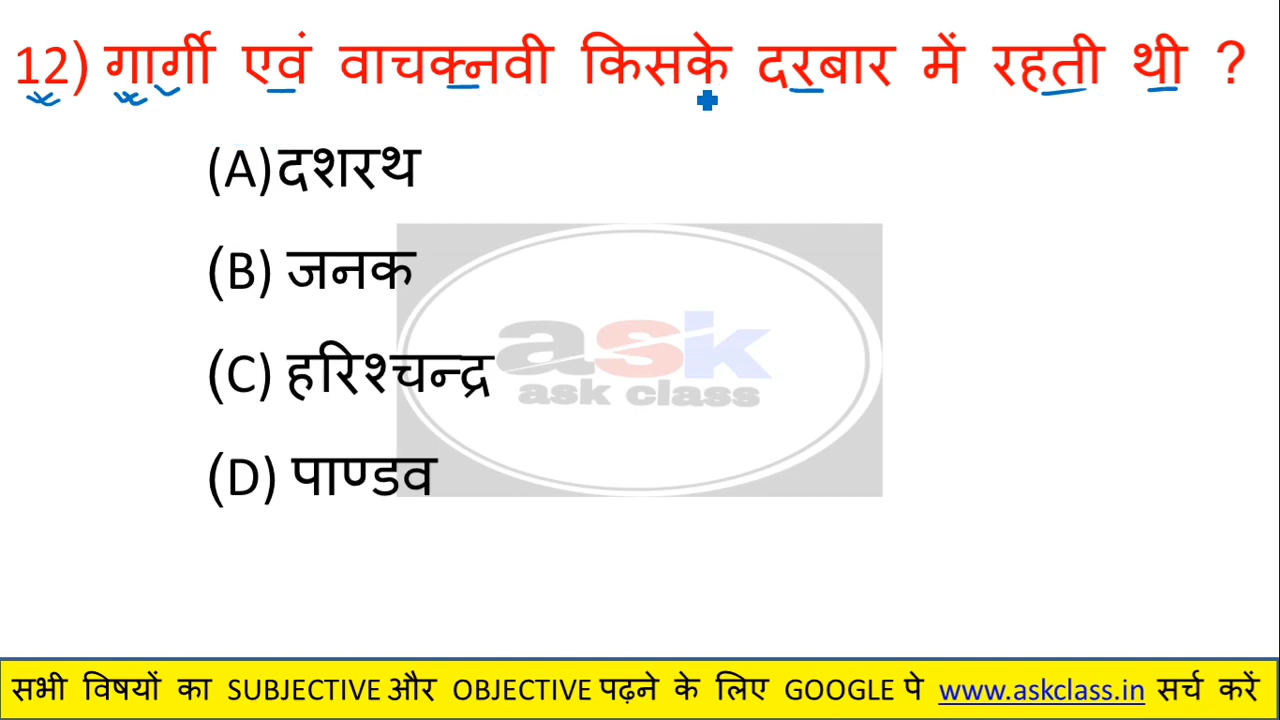 12) गार्गी एवं वाचक्नवी किसके दरबार में रहती थी ?
(A)दशरथ
(B) जनक
(C) हरिश्चन्द्र
(D) पाण्डव
ask
ask class
सभी विषयों का SUBJECTIVE और OBJECTIVE पढ़ने के लिए GOOGLE पे www.askclass.in सर्च करें